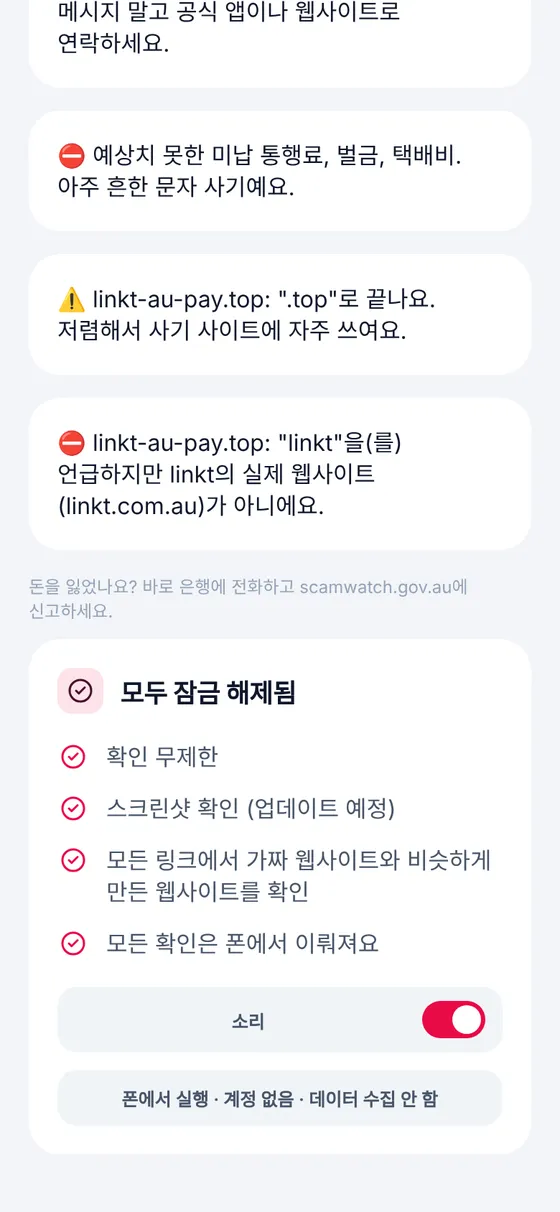 메시지 말고 공식 앱이나 웹사이트로
연락하세요.
⛔ 예상치 못한 미납 통행료, 벌금, 택배비.
아주 흔한 문자 사기예요.
⚠️ linkt-au-pay.top: ".top"로 끝나요.
저렴해서 사기 사이트에 자주 쓰여요.
⛔ linkt-au-pay.top: "linkt"을(를)
언급하지만 linkt의 실제 웹사이트
(linkt.com.au)가 아니에요.
돈을 잃었나요? 바로 은행에 전화하고 scamwatch.gov.au에
신고하세요.
모두 잠금 해제됨
확인 무제한
스크린샷 확인 (업데이트 예정)
모든 링크에서 가짜 웹사이트와 비슷하게
만든 웹사이트를 확인
모든 확인은 폰에서 이뤄져요
소리
폰에서 실행 · 계정 없음 · 데이터 수집 안 함